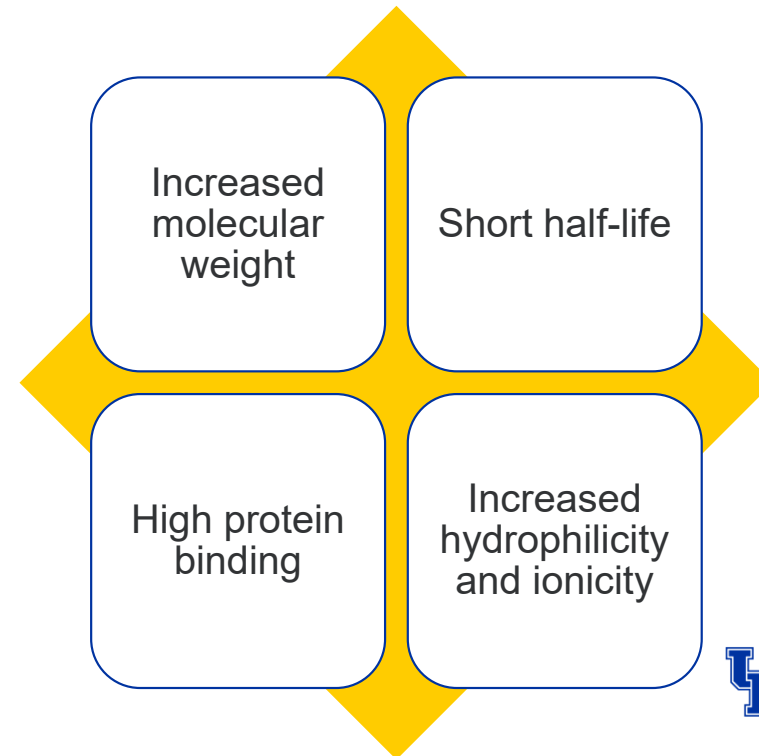 Increased
molecular
weight
Short half-life
High protein
binding
Increased
hydrophilicity
and ionicity